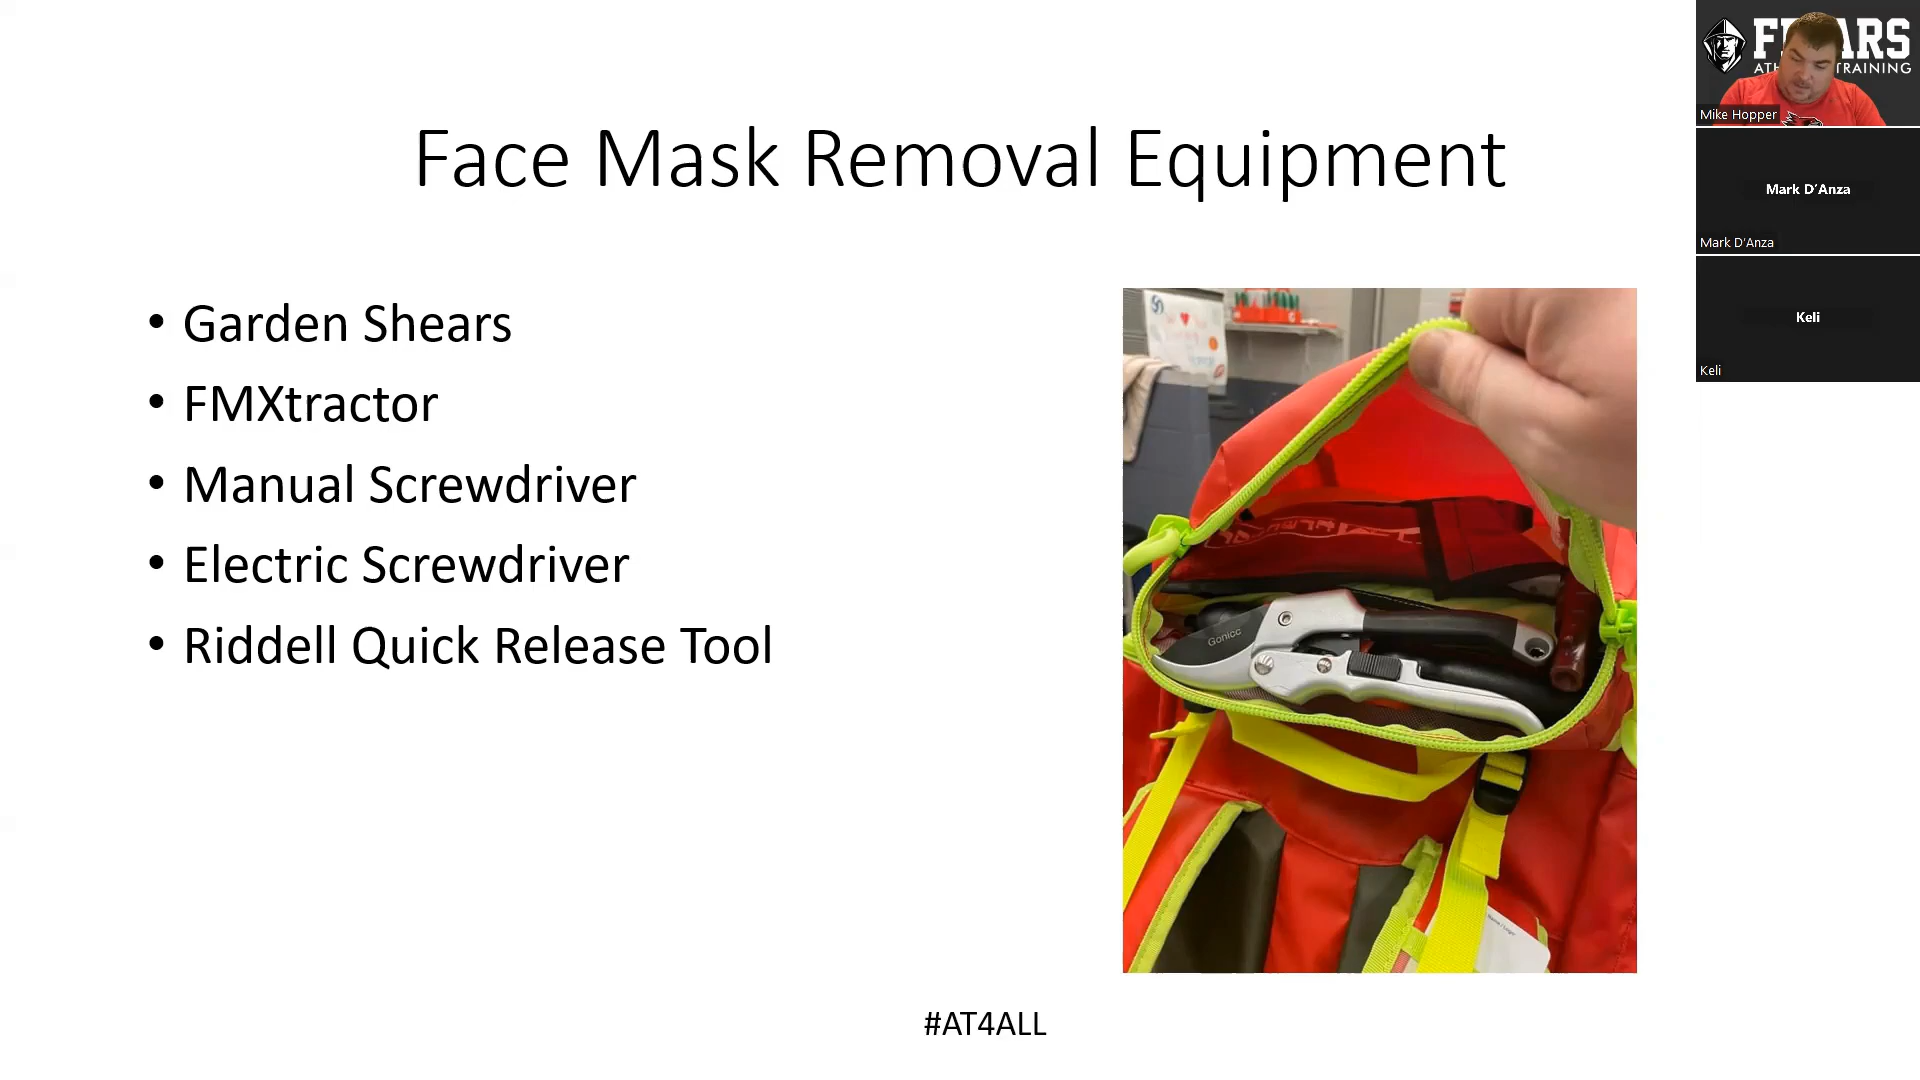 Face Mask Removal Equipment
• Garden Shears
• FMXtractor
• Manual Screwdriver
• Electric Screwdriver
• Riddell Quick Release Tool
Gonicc
#AT4ALL
Mike Hopper
Mark D'Anza
Mark D'Anza
Keli
Keli